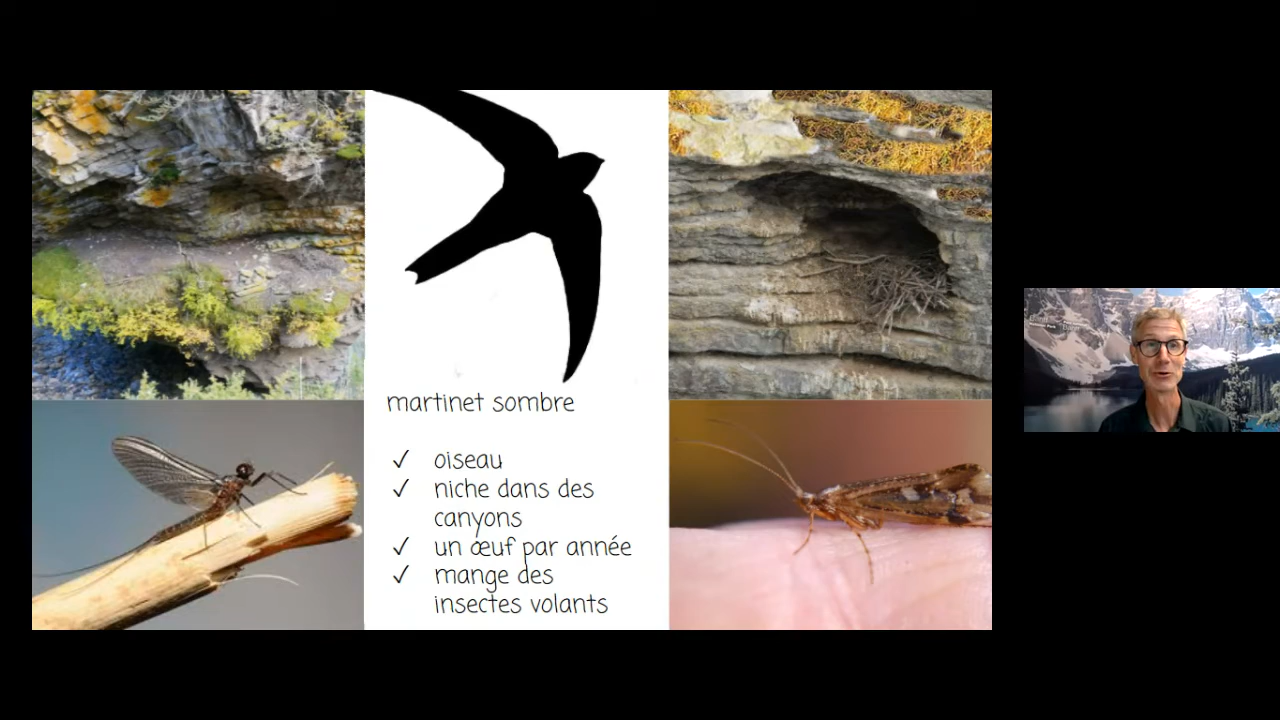 martinet sombre
✓ oiseau
✓ niche dans des
canyons
✓ un œuf par année
✓ mange des
insectes volants